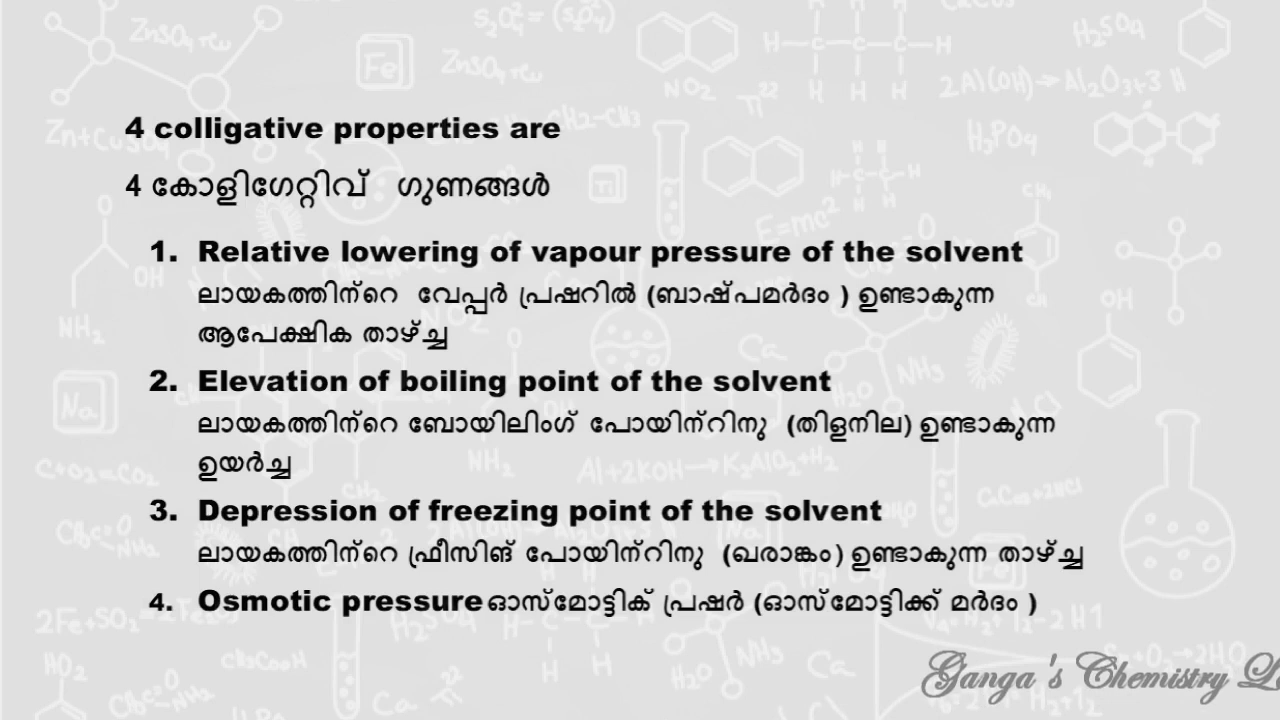 4 colligative properties are
4 കോളിഗേറ്റിവ് ഗുണങ്ങൾ
1. Relative lowering of vapour pressure of the solvent
ലായകത്തിന്റെ വേപ്പർ പ്രഷറിൽ (ബാഷ്പമർദം ) ഉണ്ടാകുന്ന
ആപേക്ഷിക താഴ്ച്ച
2. Elevation of boiling point of the solvent
ലായകത്തിന്റെ ബോയിലിംഗ് പോയിന്റിനു (തിളനില) ഉണ്ടാകുന്ന
ഉയർച്ച
3. Depression of freezing point of the solvent
ലായകത്തിന്റെ ഫ്രീസിങ് പോയിന്റിനു (ഖരാങ്കം) ഉണ്ടാകുന്ന താഴ്ച്ച
4. Osmotic pressure ഓസ്മോട്ടിക് പ്രഷർ (ഓസ്മോട്ടിക്ക് മർദം )
Ganga's Chemistry